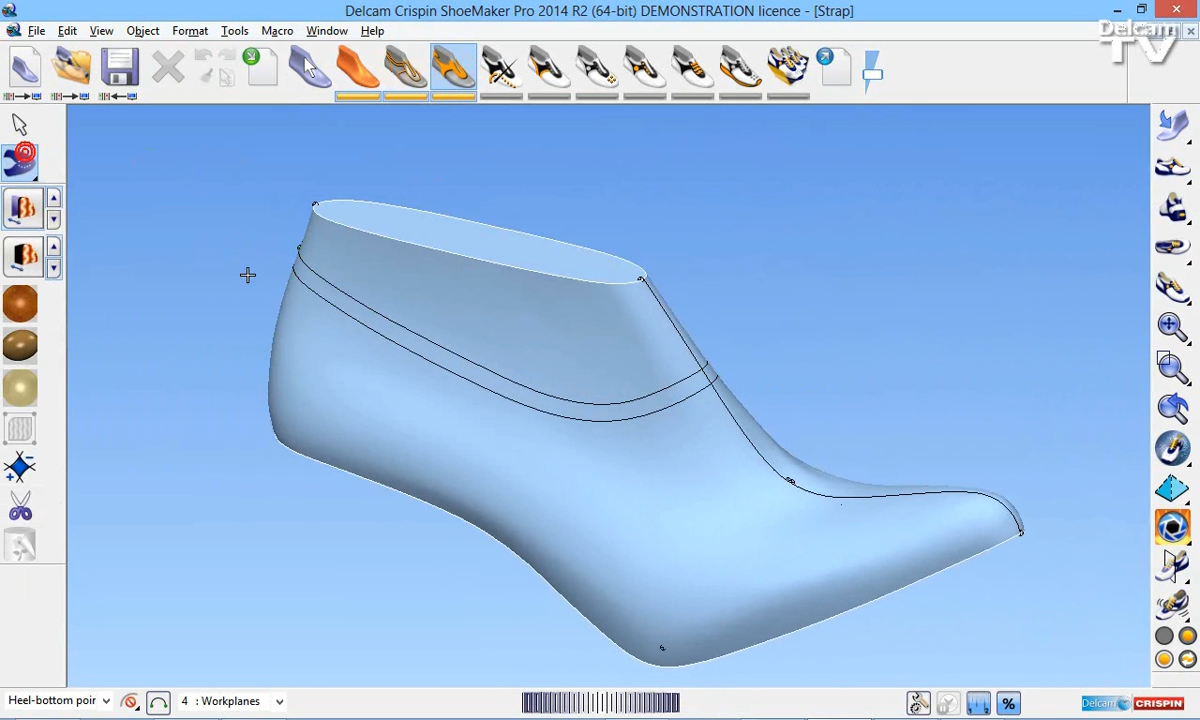 Delcam Crispin ShoeMaker Pro 2014 R2 (64-bit) DEMONSTRATION licence - [Strap]
File Edit View Object Format Tools Macro Window Help
Delcam
TV
Heel-bottom poir
4 : Workplanes
%
Delcam CRISPIN